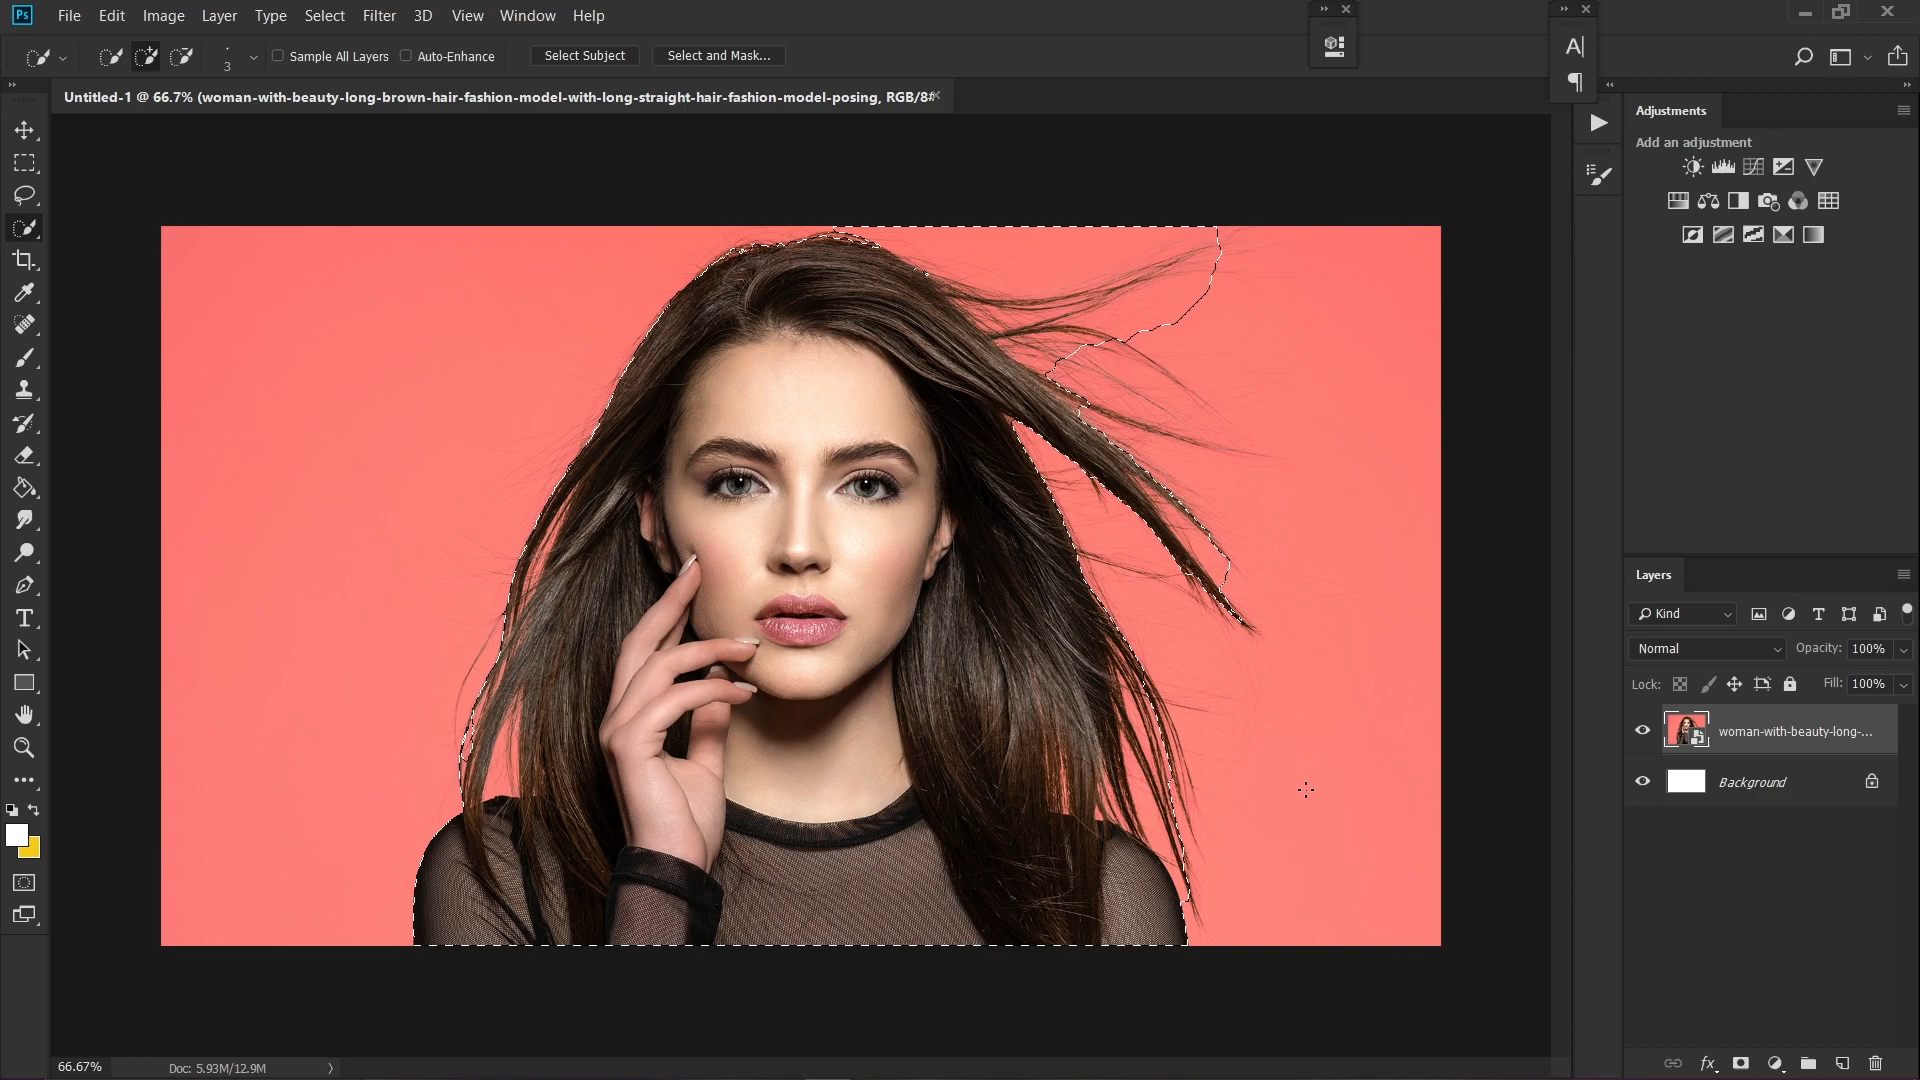 Ps File Edit Image Layer Type Select Filter 3D View Window Help
3 Sample All Layers Auto-Enhance Select Subject Select and Mask...
Untitled-1 @ 66.7% (woman-with-beauty-long-brown-hair-fashion-model-with-long-straight-hair-fashion-model-posing, RGB/8#
Adjustments
Add an adjustment
Layers
Kind
Normal Opacity: 100%
Lock: Fill: 100%
woman-with-beauty-long-...
Background
fx
66.67% Doc: 5.93M/12.9M